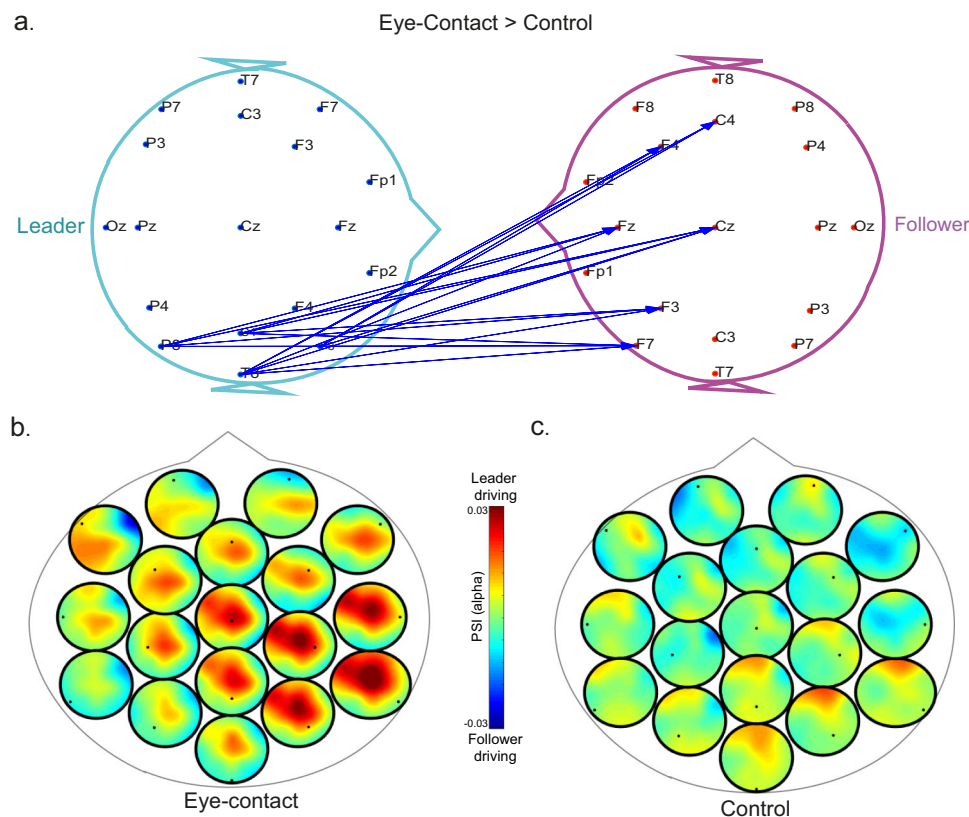 a.
Eye-Contact > Control
T7
P7
F7
C3
P3
F3
Fp1
Leader
Oz
Pz
Cz
Fz
Fp2
P4
F4
P8
T8
T8
F8
P8
C4
F4
P4
Fp2
Fz
Cz
Pz
Oz
Follower
Fp1
F3
P3
F7
C3
P7
T7
b.
c.
Leader
driving
0.03
PSI (alpha)
-0.03
Follower
driving
Eye-contact
Control